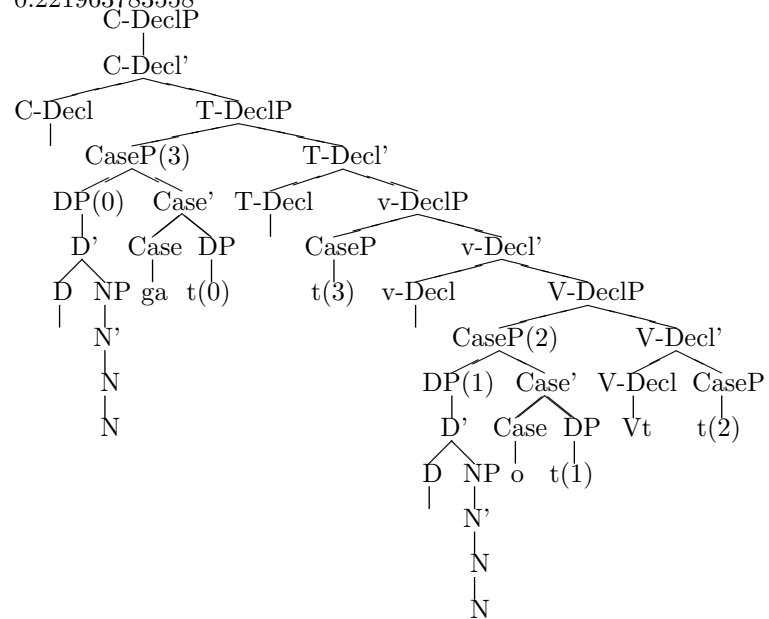 0.221963783558
C-DeclP
C-Decl'
C-Decl T-DeclP
CaseP(3) T-Decl'
DP(0) Case' T-Decl v-DeclP
D' Case DP CaseP v-Decl'
D NP ga t(0) t(3) v-Decl V-DeclP
N' CaseP(2) V-Decl'
N DP(1) Case' V-Decl CaseP
N D' Case DP Vt t(2)
D NP o t(1)
N'
N
N